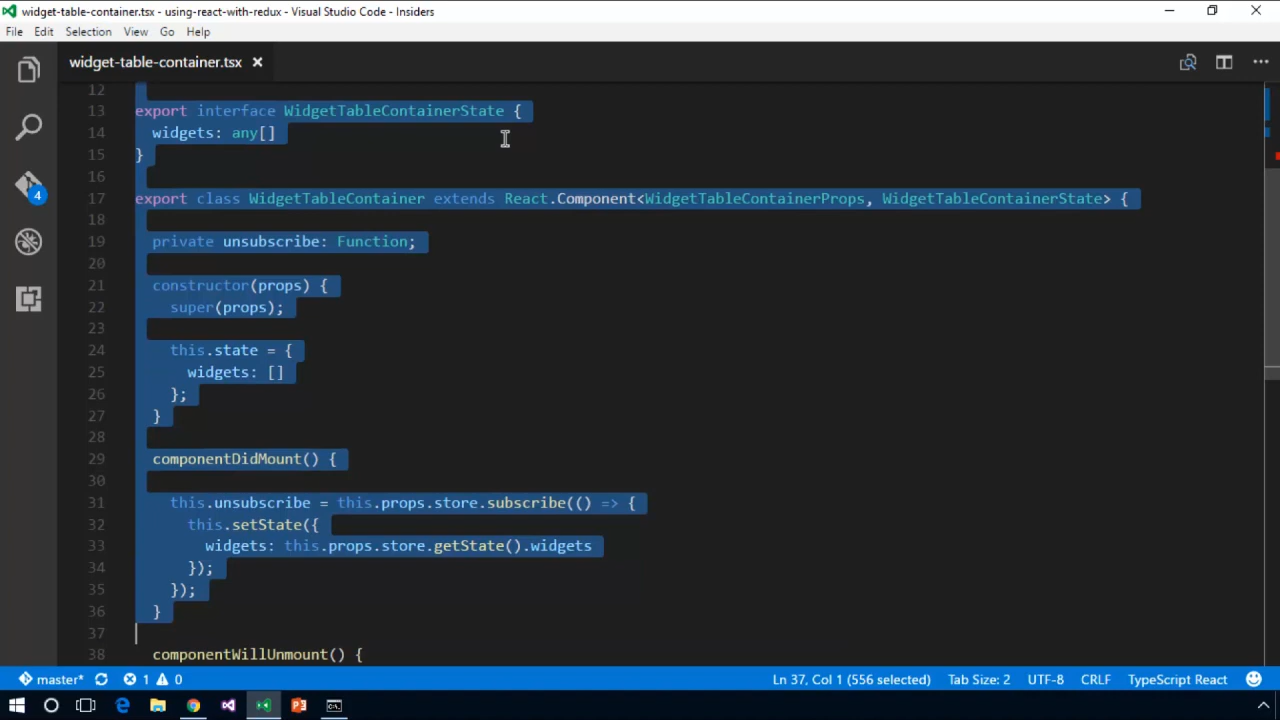 widget-table-container.tsx - using-react-with-redux - Visual Studio Code - Insiders
File Edit Selection View Go Help
widget-table-container.tsx
12
13 export interface WidgetTableContainerState {
14 widgets: any[]
15 }
16
17 export class WidgetTableContainer extends React.Component<WidgetTableContainerProps, WidgetTableContainerState> {
18
19 private unsubscribe: Function;
20
21 constructor(props) {
22 super(props);
23
24 this.state = {
25 widgets: []
26 };
27 }
28
29 componentDidMount() {
30
31 this.unsubscribe = this.props.store.subscribe(() => {
32 this.setState({
33 widgets: this.props.store.getState().widgets
34 });
35 });
36 }
37
38 componentWillUnmount() {
4
master* 1 0 Ln 37, Col 1 (556 selected) Tab Size: 2 UTF-8 CRLF TypeScript React